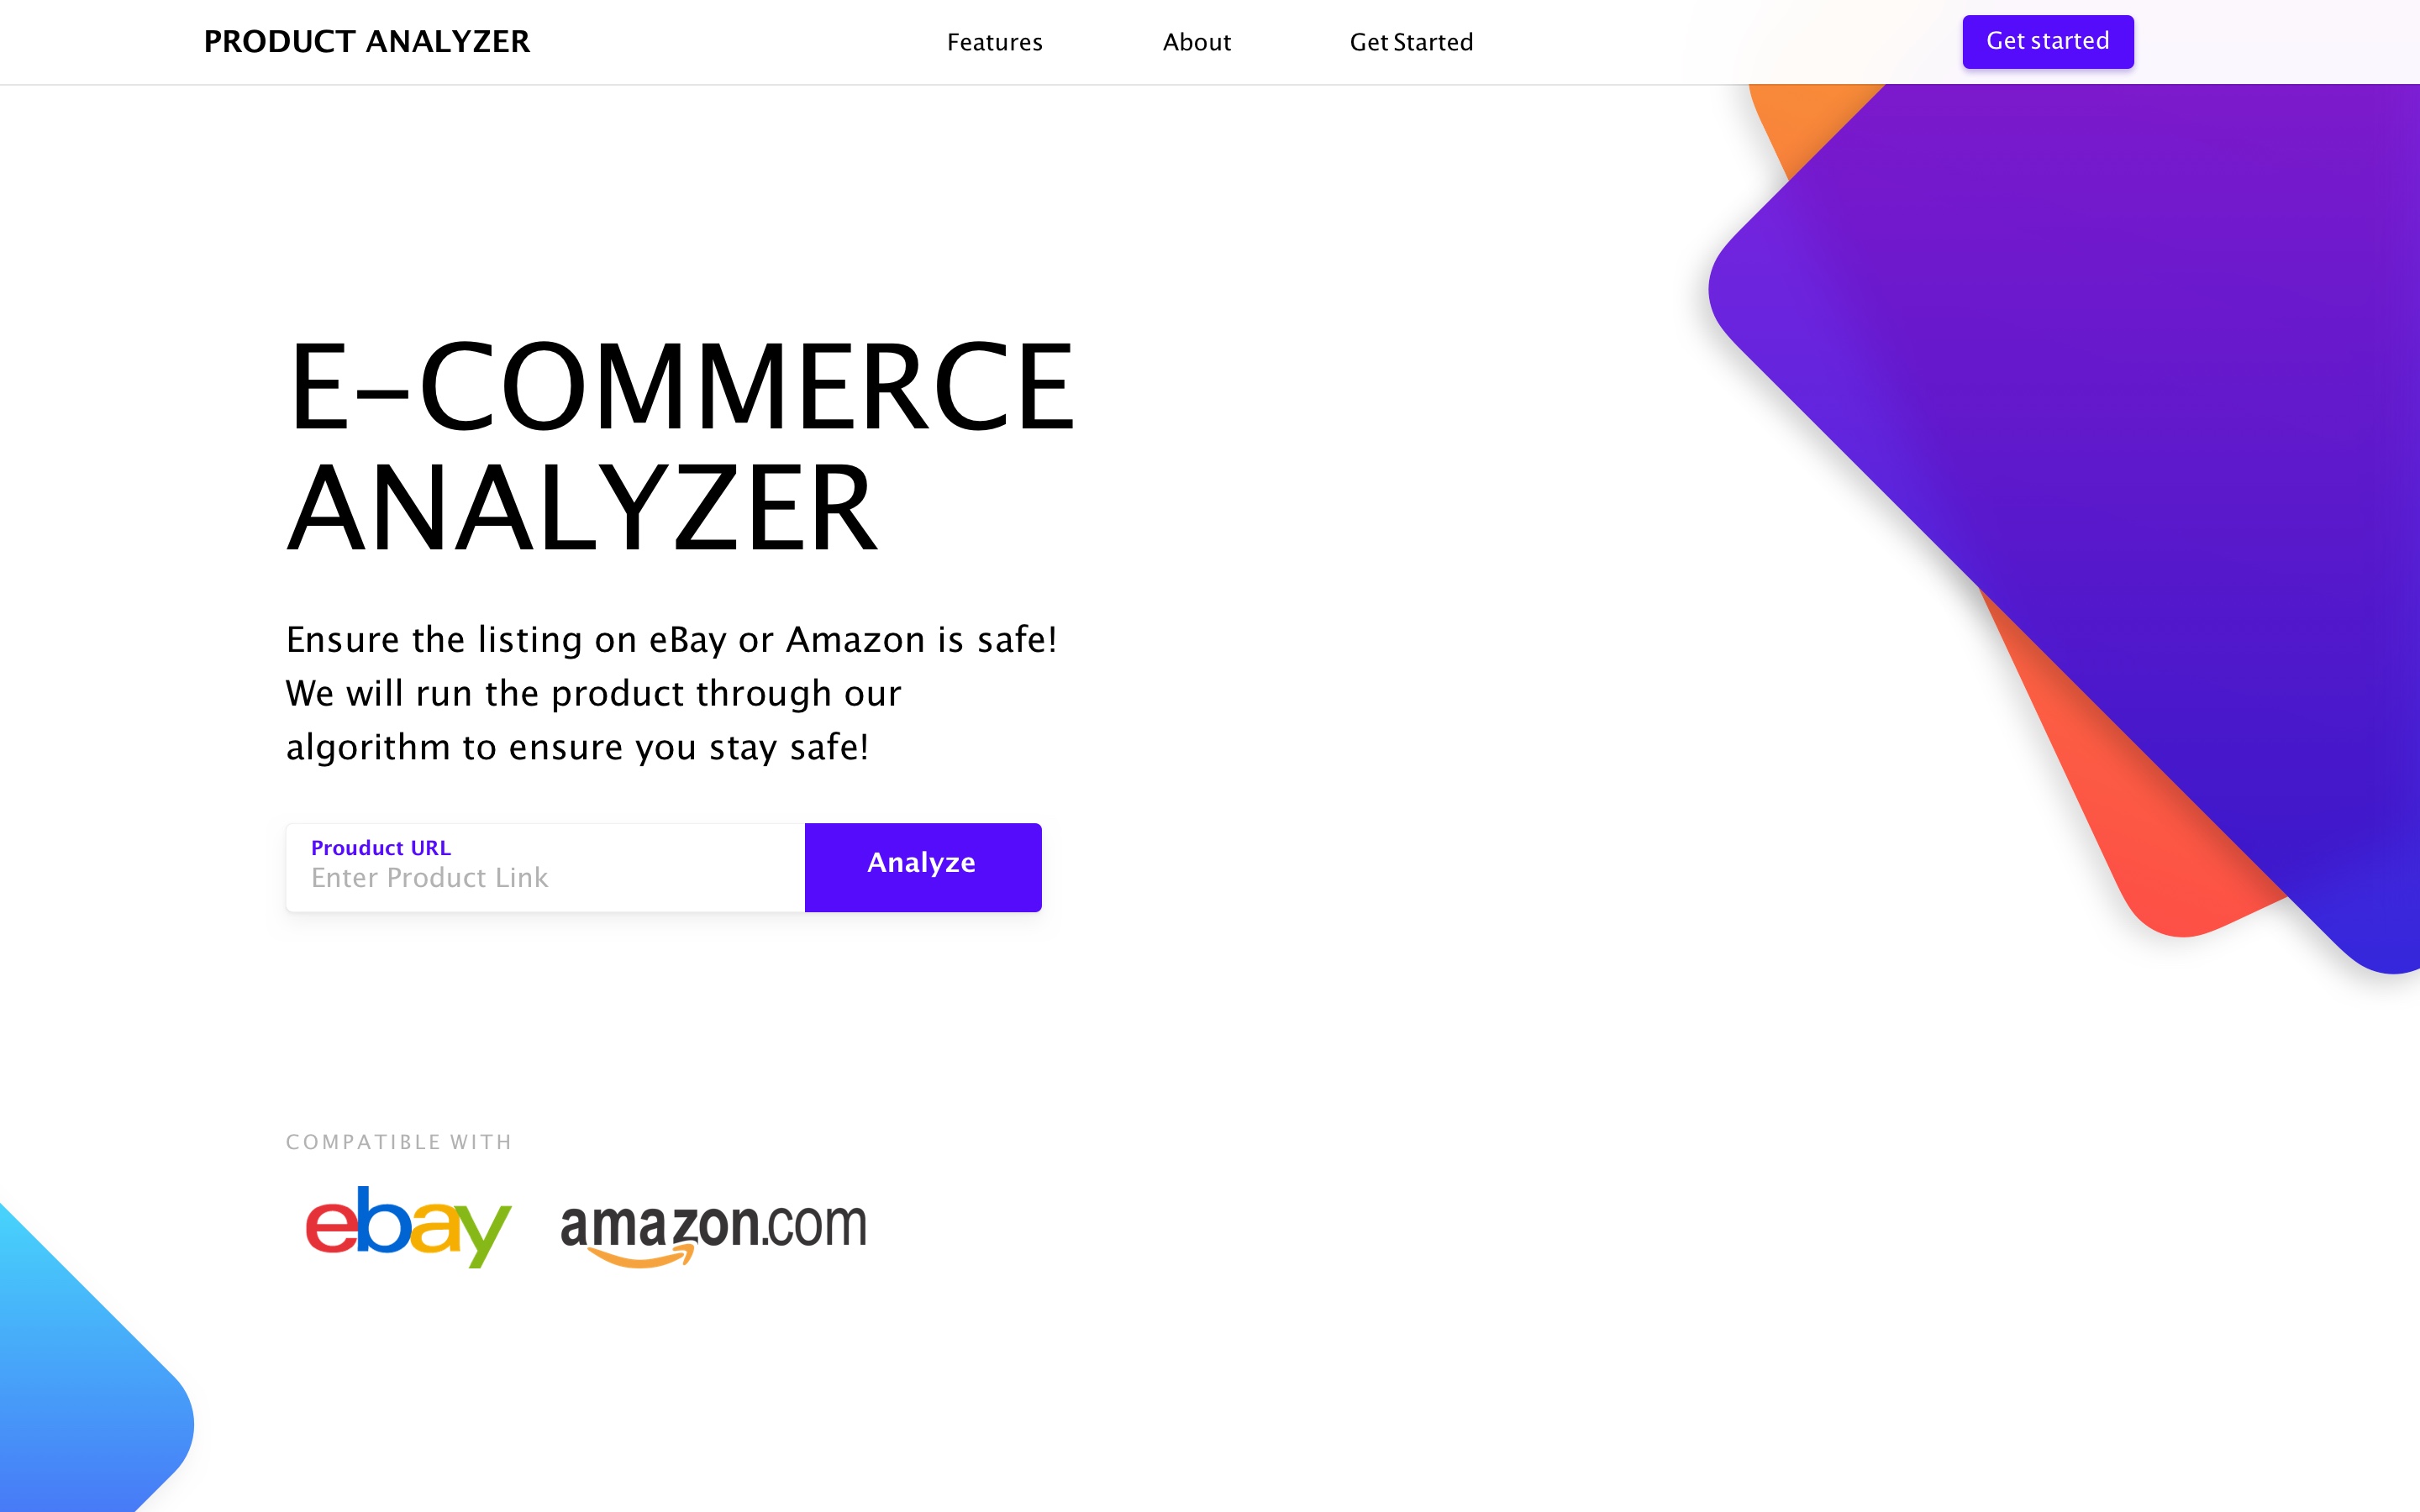 PRODUCT ANALYZER
Features
About
Get Started
Get started
E-COMMERCE
ANALYZER
Ensure the listing on eBay or Amazon is safe!
We will run the product through our
algorithm to ensure you stay safe!
Prouduct URL
Enter Product Link
Analyze
COMPATIBLE WITH
ebay
amazon.com